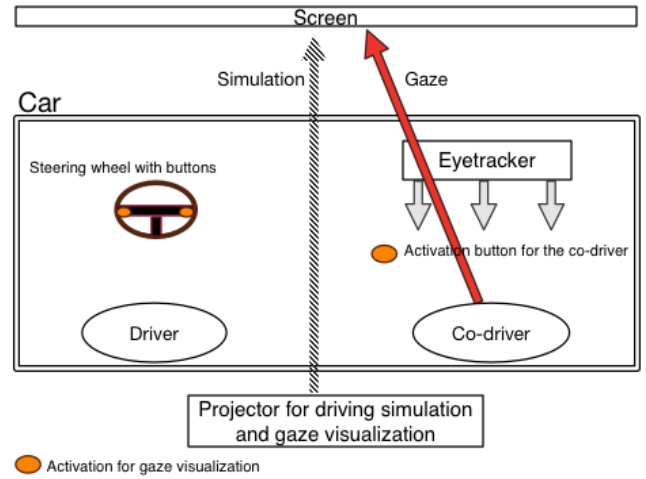 Screen
Simulation
Gaze
Car
Steering wheel with buttons
Eyetracker
Activation button for the co-driver
Driver
Co-driver
Projector for driving simulation
and gaze visualization
Activation for gaze visualization